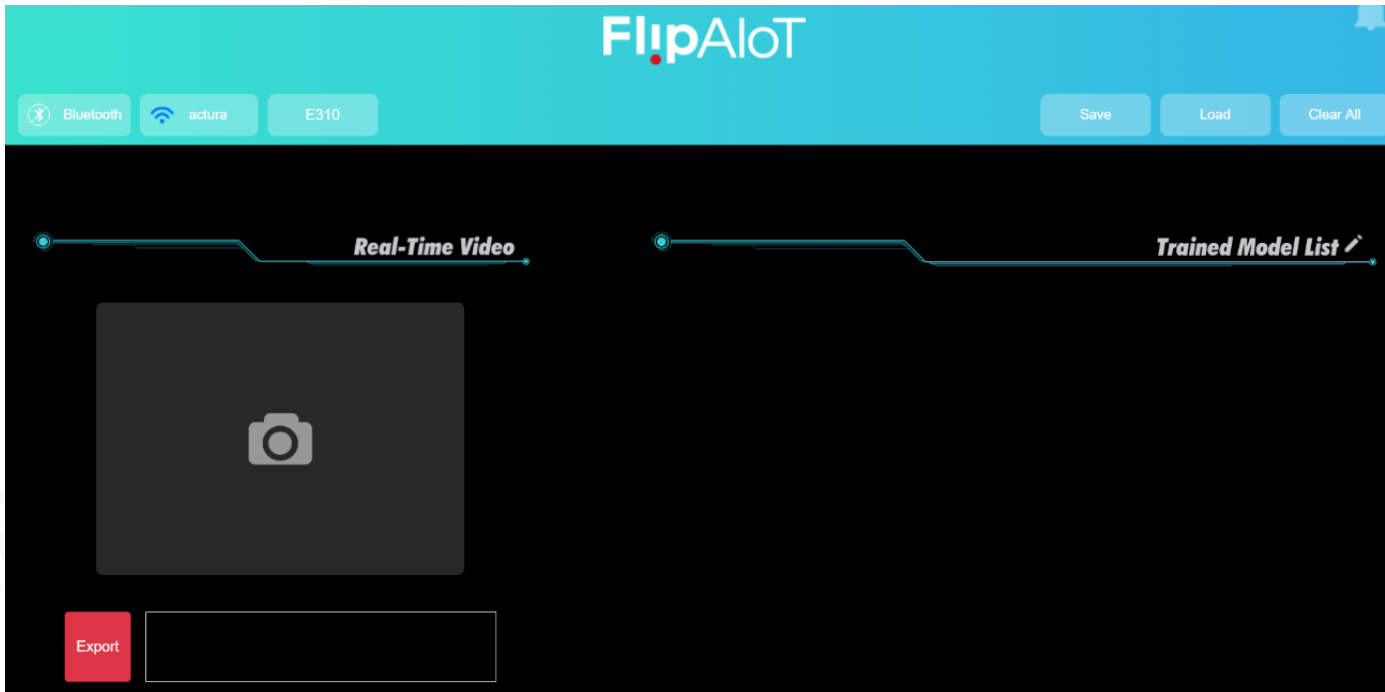 FlipAIoT
Bluetooth actura E310 Save Load Clear All
Real-Time Video Trained Model List
Export